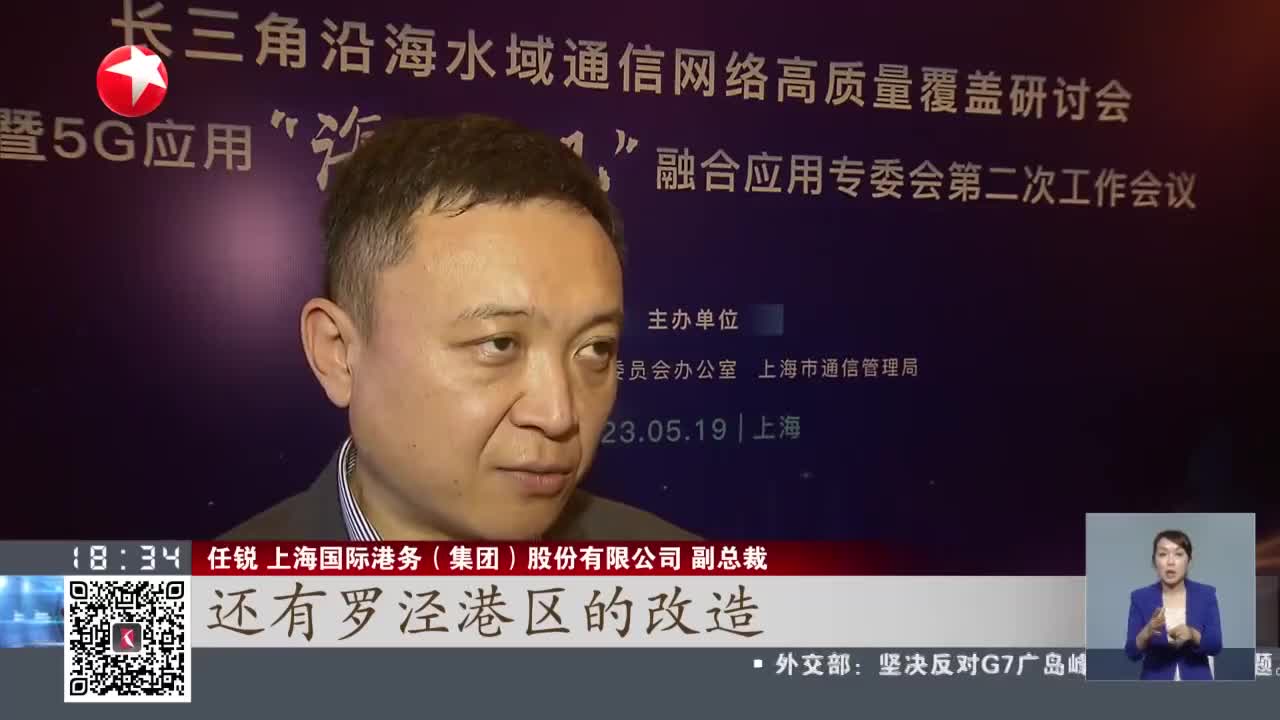 长三角沿海水域通信网络高质量覆盖研讨会
暨5G应用"海 "融合应用专委会第二次工作会议
主办单位
委员会办公室 上海市通信管理局
23.05.19 | 上海
18:34
任锐 上海国际港务(集团)股份有限公司 副总裁
还有罗泾港区的改造
▪ 外交部:坚决反对G7广岛峰 题。